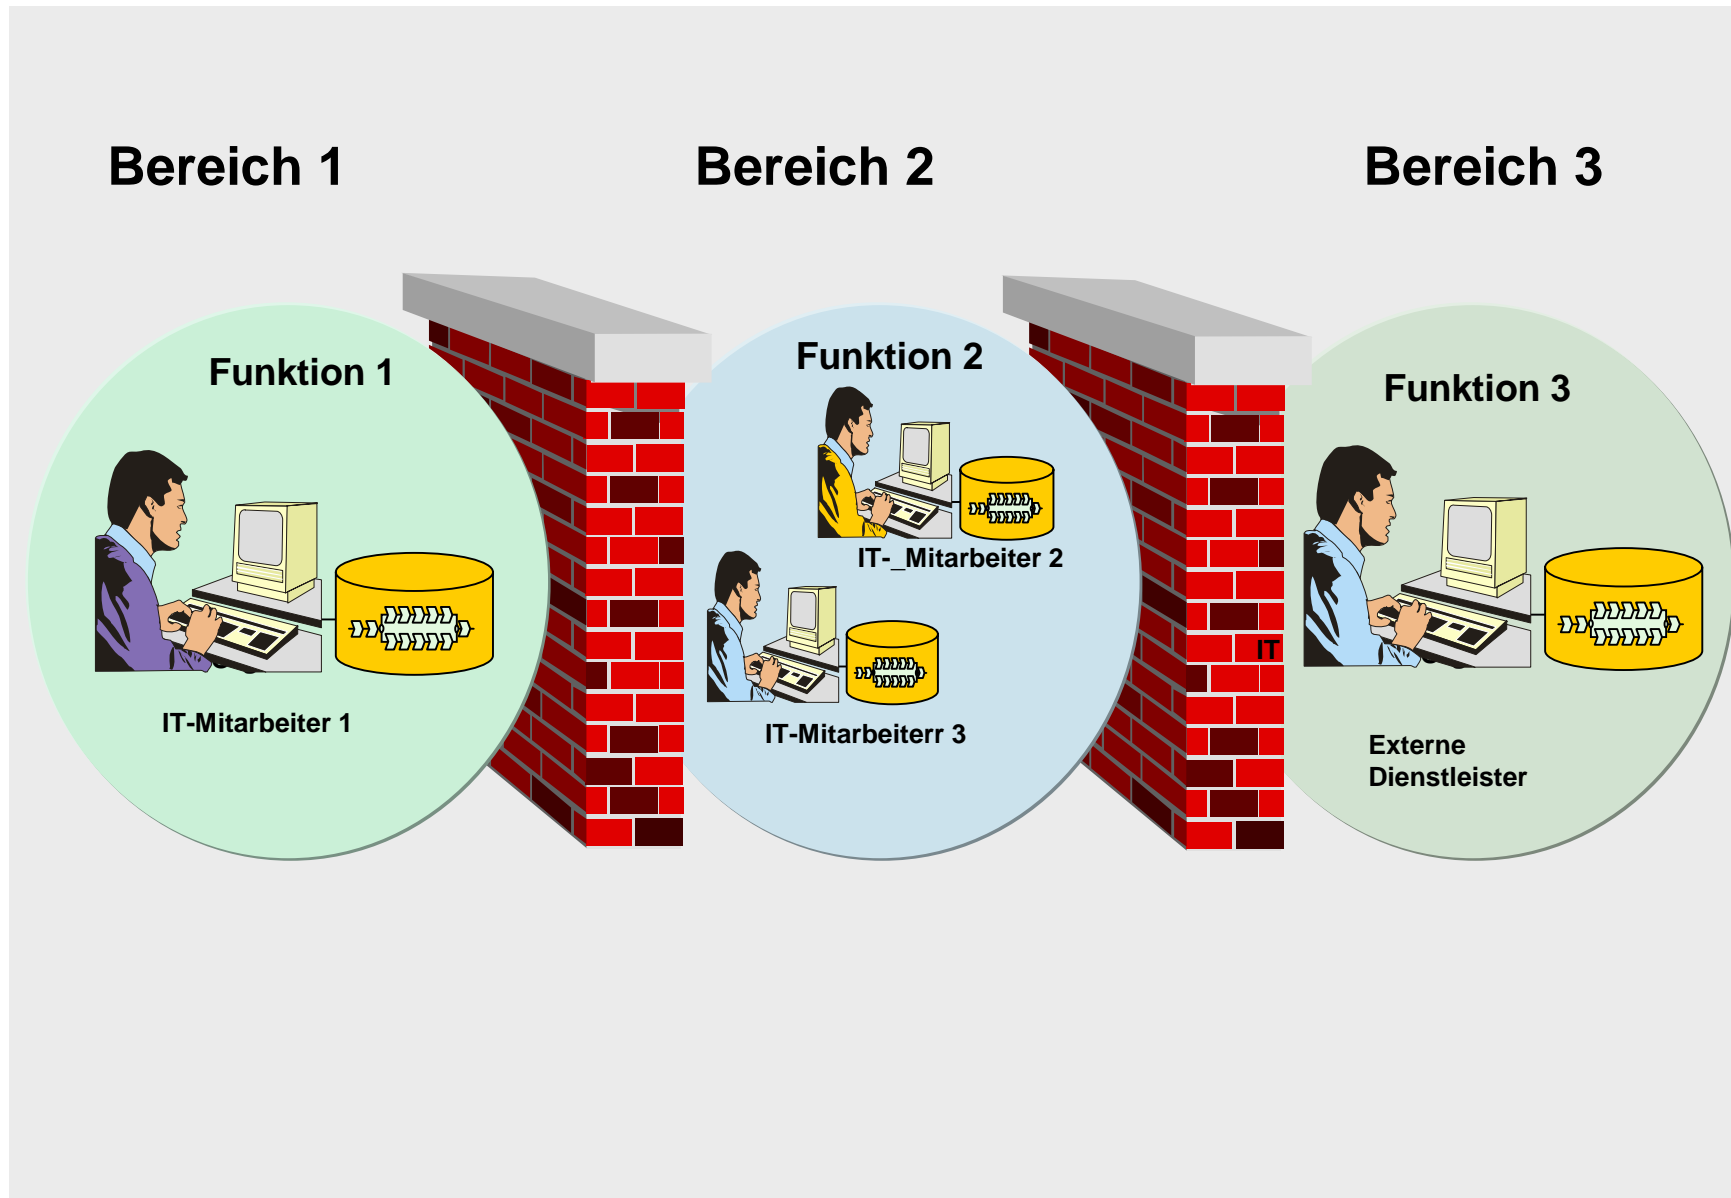 Bereich 1
Bereich 2
Bereich 3
Funktion 1
Funktion 2
Funktion 3
IT-_Mitarbeiter 2
IT
IT-Mitarbeiter 1
IT-Mitarbeiterr 3
Externe
Dienstleister